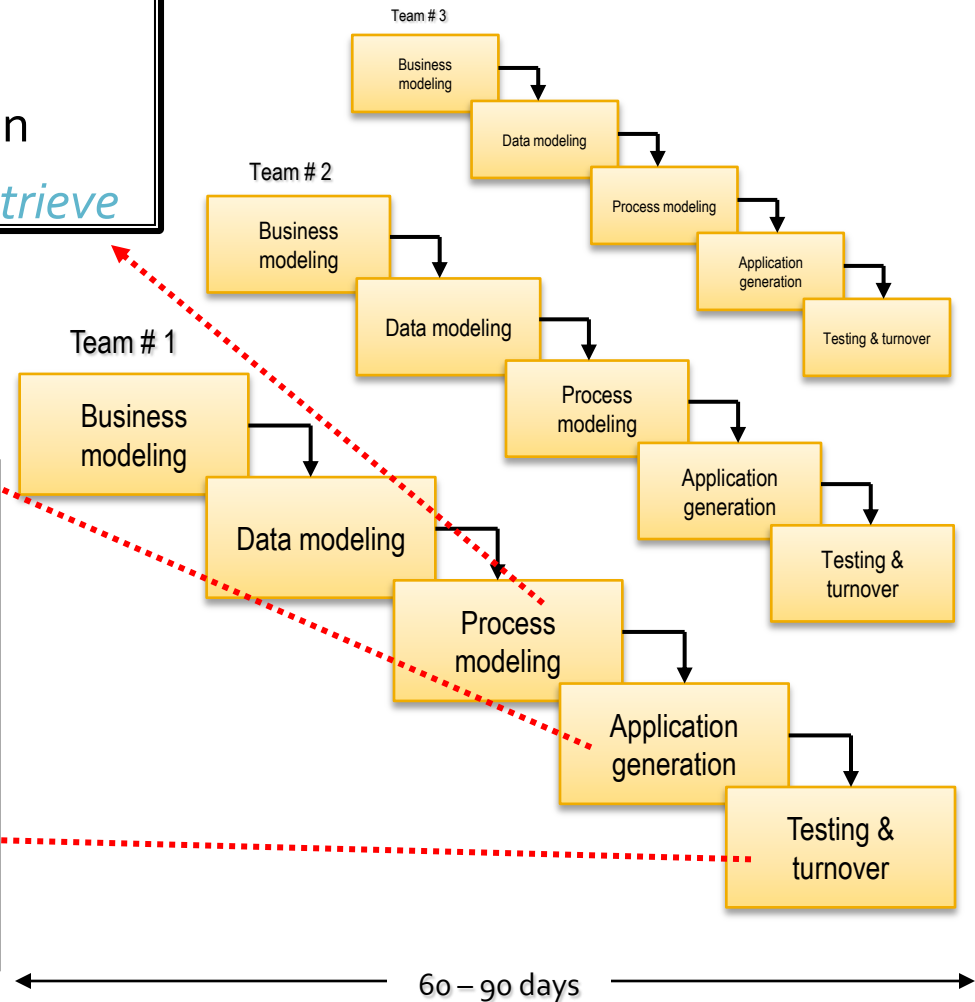 Team # 3
Business
modeling
Data modeling
Process modeling
Application
generation
Testing & turnover
Team # 2
Business
modeling
Data modeling
Process
modeling
Application
generation
Testing &
turnover
Team # 1
Business
modeling
Data modeling
Process
modeling
Application
generation
Testing &
turnover
n
trieve
60 – 90 days